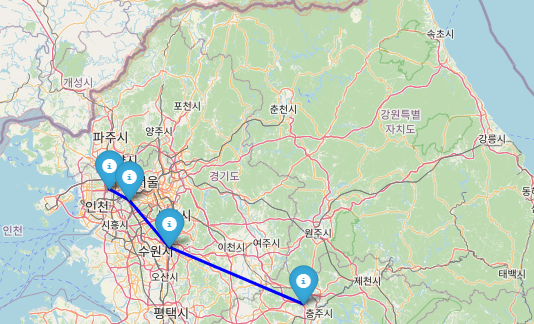 속초시
개성시
포천시
춘천시
강원특별
자치도
양주시
파주시
강릉시
경기도
인천
시흥시
인천
수원시
이천시
여주시
원주시
태백시
오산시
제천시
평택시
충주시